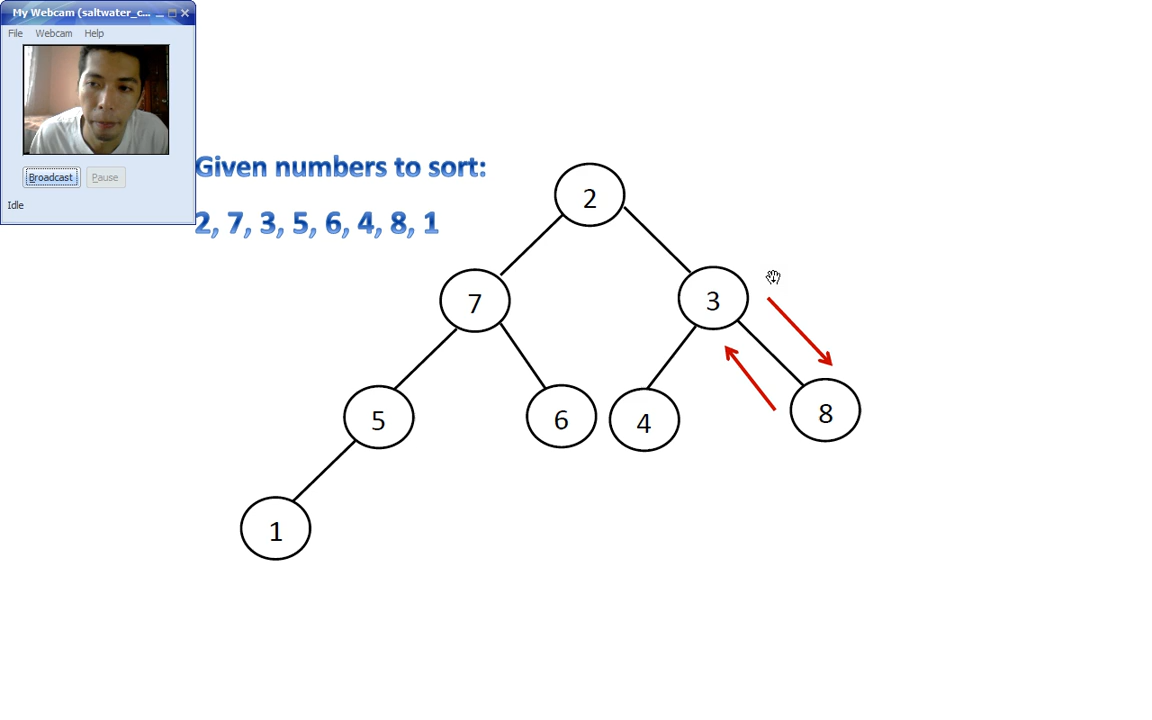 My Webcam (saltwater_c...
File Webcam Help
Broadcast Pause
Idle
Given numbers to sort:
2, 7, 3, 5, 6, 4, 8, 1
2
7 3
5 6 4 8
1